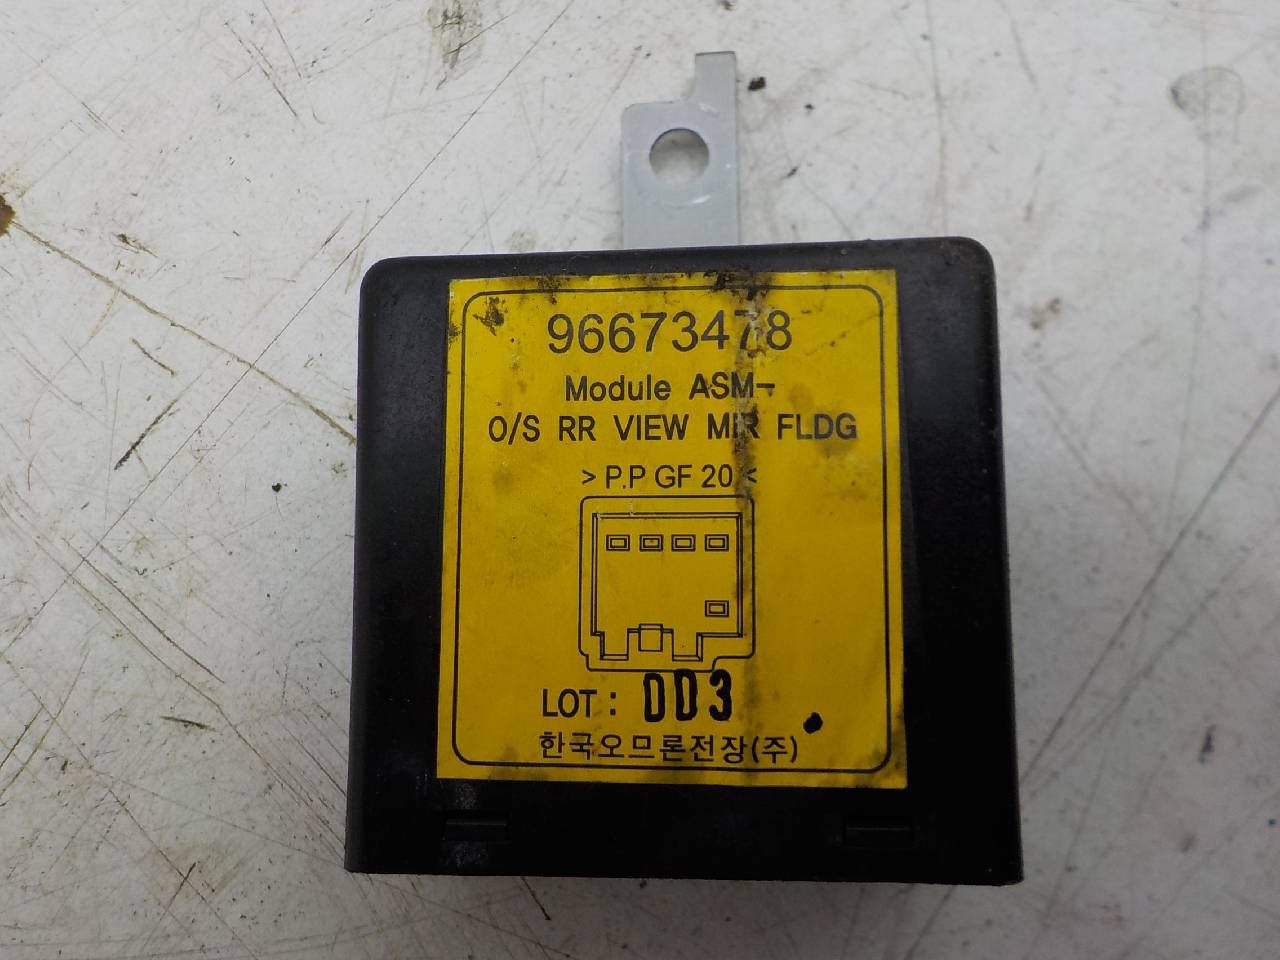 96673478
Module ASM-
O/S RR VIEW MIR FLDG
>P.P GF 20<
LOT: DD3
한국오므론전장(주)